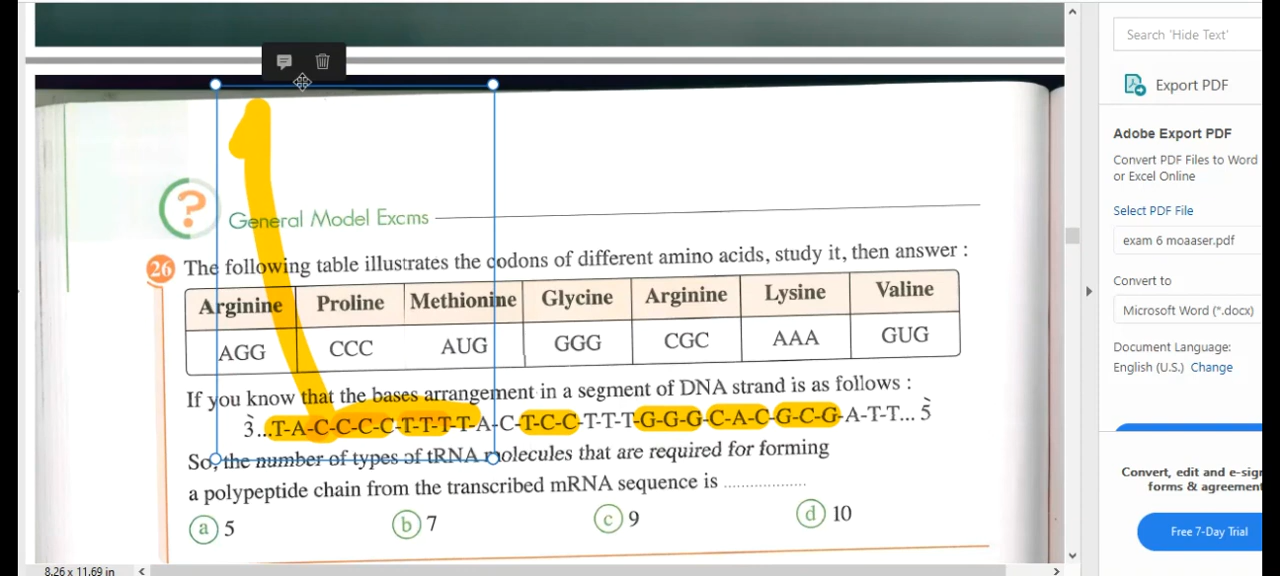 Search 'Hide Text'
Export PDF
Adobe Export PDF
Convert PDF Files to Word
or Excel Online
Select PDF File
exam 6 moaaser.pdf
Convert to
Microsoft Word (*.docx)
Document Language:
English (U.S.) Change
Convert, edit and e-sign
forms & agreement
Free 7-Day Trial
General Model Exams
26 The following table illustrates the codons of different amino acids, study it, then answer :
Arginine Proline Methionine Glycine Arginine Lysine Valine
AGG CCC AUG GGG CGC AAA GUG
If you know that the bases arrangement in a segment of DNA strand is as follows :
3̀...T-A-C-C-C-C-T-T-T-T-A-C-T-C-C-T-T-T-G-G-G-C-A-C-G-C-G-A-T-T... 5̀
So, the number of types of tRNA molecules that are required for forming
a polypeptide chain from the transcribed mRNA sequence is ..................
a 5 b 7 c 9 d 10
8.26 x 11.69 in